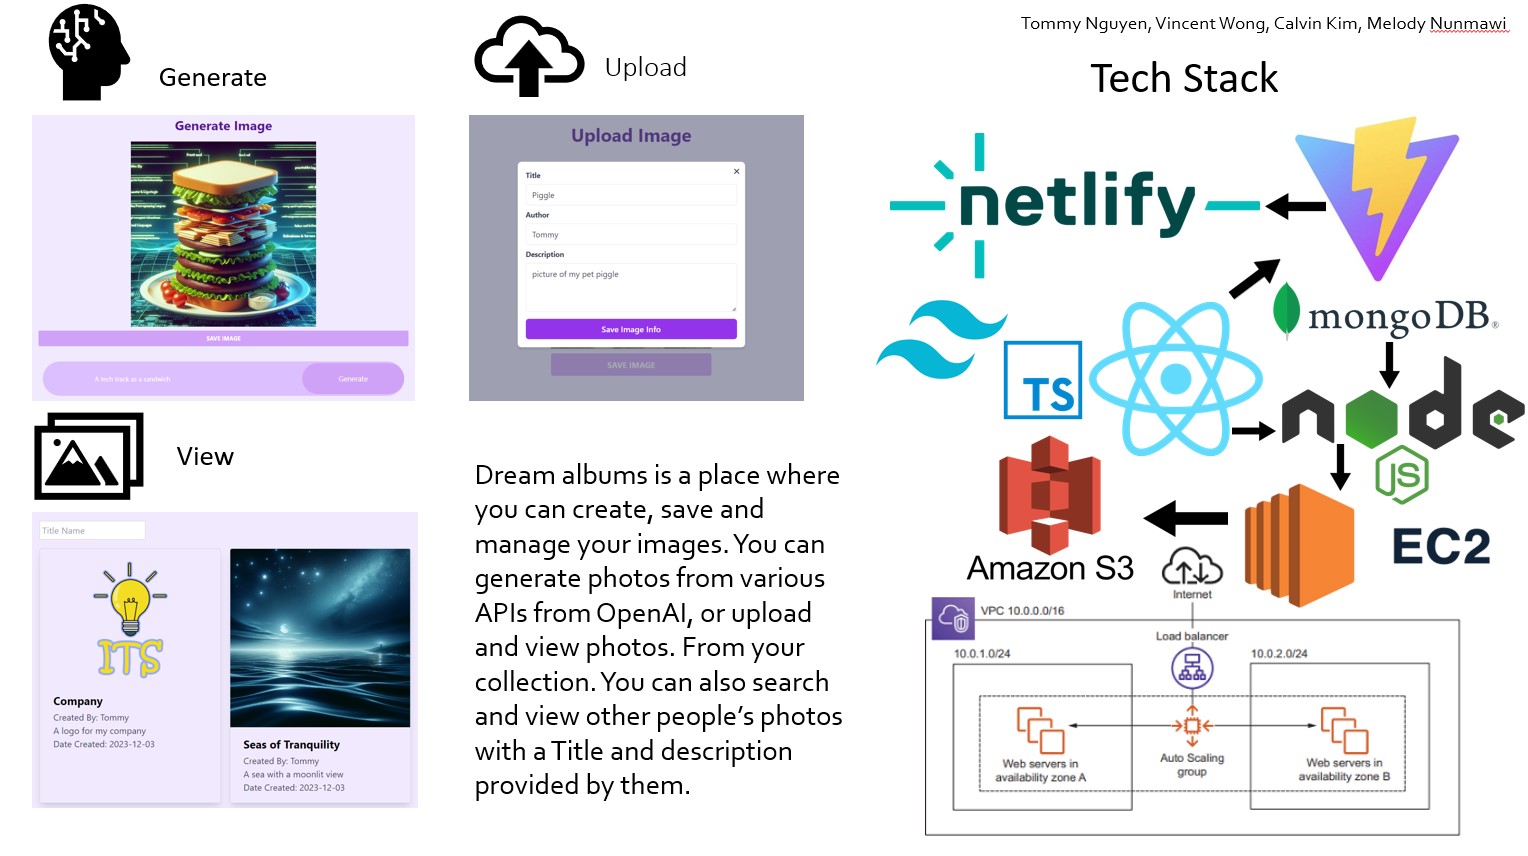 Tommy Nguyen, Vincent Wong, Calvin Kim, Melody Nunmawi
Generate
Generate Image
SAVE IMAGE
A tech track as a sandwich
Generate
Upload
Upload Image
×
Title
Piggle
Author
Tommy
Description
picture of my pet piggle
Save Image Info
SAVE IMAGE
View
Title Name
ITS
Company
Created By: Tommy
A logo for my company
Date Created: 2023-12-03
Seas of Tranquility
Created By: Tommy
A sea with a moonlit view
Date Created: 2023-12-03
Dream albums is a place where
you can create, save and
manage your images. You can
generate photos from various
APIs from OpenAI, or upload
and view photos. From your
collection. You can also search
and view other people’s photos
with a Title and description
provided by them.
Tech Stack
netlify
mongoDB®
TS
node
JS
Amazon S3
EC2
Internet
VPC 10.0.0.0/16
Load balancer
10.0.1.0/24
10.0.2.0/24
Web servers in
availability zone A
Auto Scaling
group
Web servers in
availability zone B